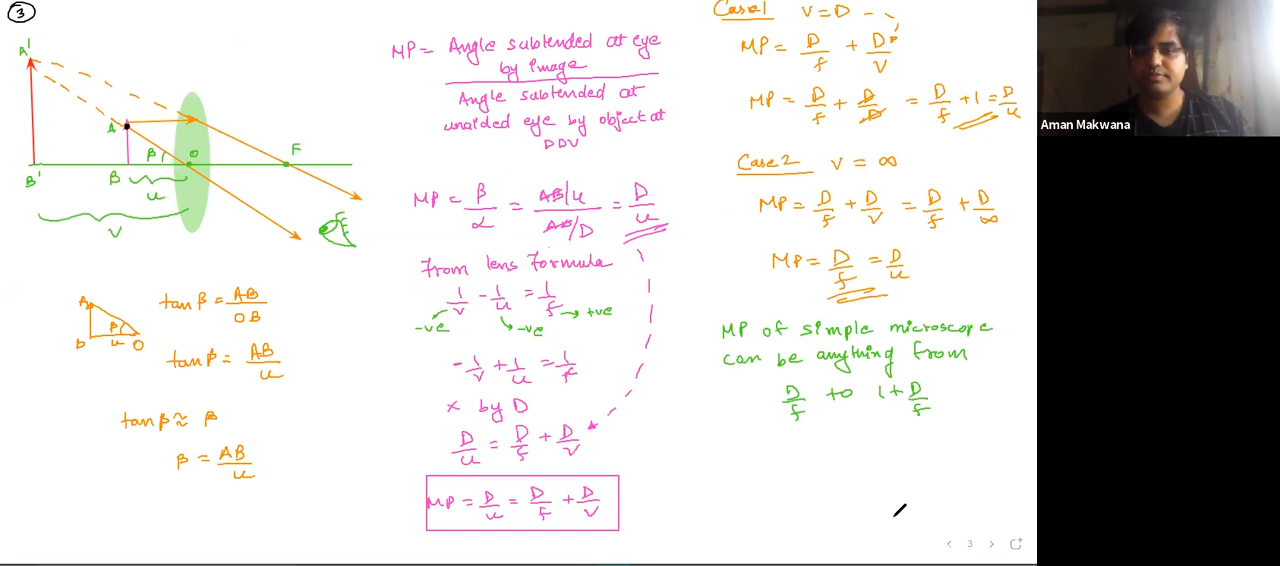 3
A'
A
β
O
F
B'
B
u
V
A
B
β
u
O
tan β = AB/OB
tan β = AB/u
tan β ≈ β
β = AB/u
MP = Angle subtended at eye
by image
Angle subtended at
unaided eye by object at
DDV
MP = β/α = AB/u / AB/D = D/u
From lens formula
1/v - 1/u = 1/f → +ve
-ve → -ve
-1/v + 1/u = 1/f
× by D
D/u = D/f + D/v
MP = D/u = D/f + D/v
Case 1 V = D
MP = D/f + D/V
MP = D/f + D/D = D/f + 1 = D/u
Case 2 V = ∞
MP = D/f + D/V = D/f + D/∞
MP = D/f = D/u
MP of simple microscope
can be anything from
D/f to 1 + D/f
Aman Makwana
3